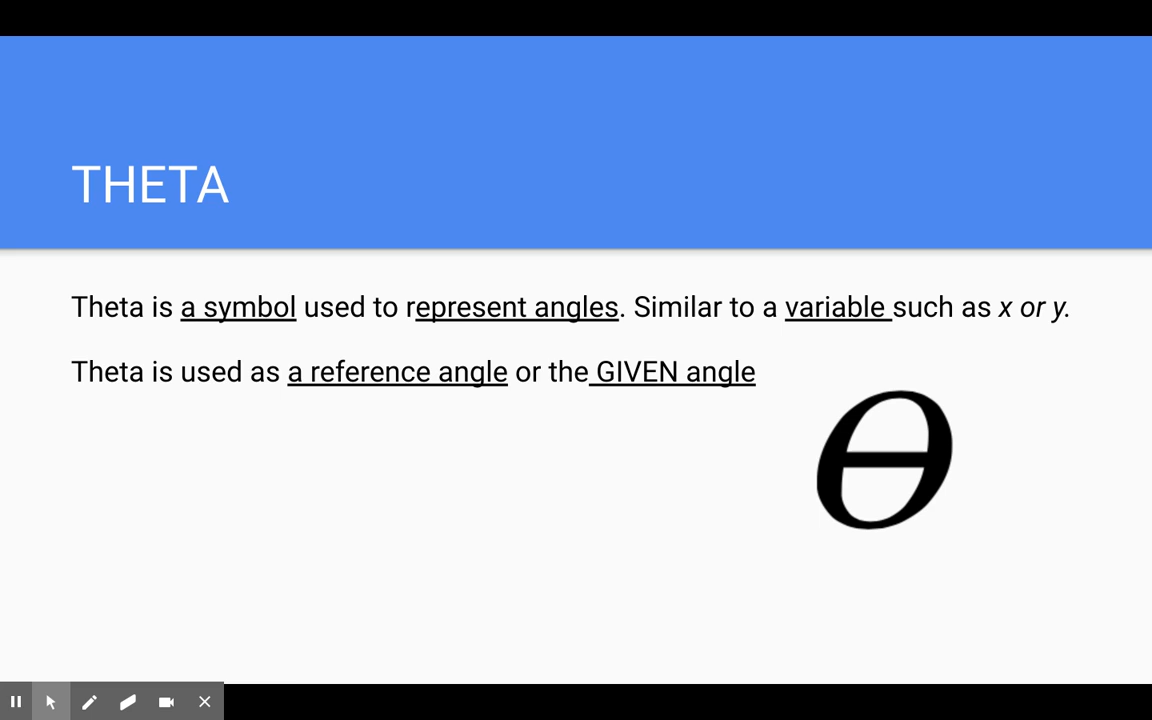 THETA
Theta is a symbol used to represent angles. Similar to a variable such as x or y.
Theta is used as a reference angle or the GIVEN angle
θ